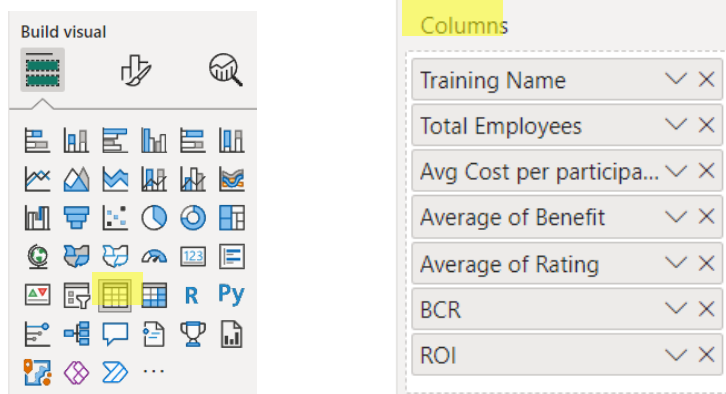 Build visual
123
R
Py
Columns
Training Name
Total Employees
Avg Cost per participa...
Average of Benefit
Average of Rating
BCR
ROI